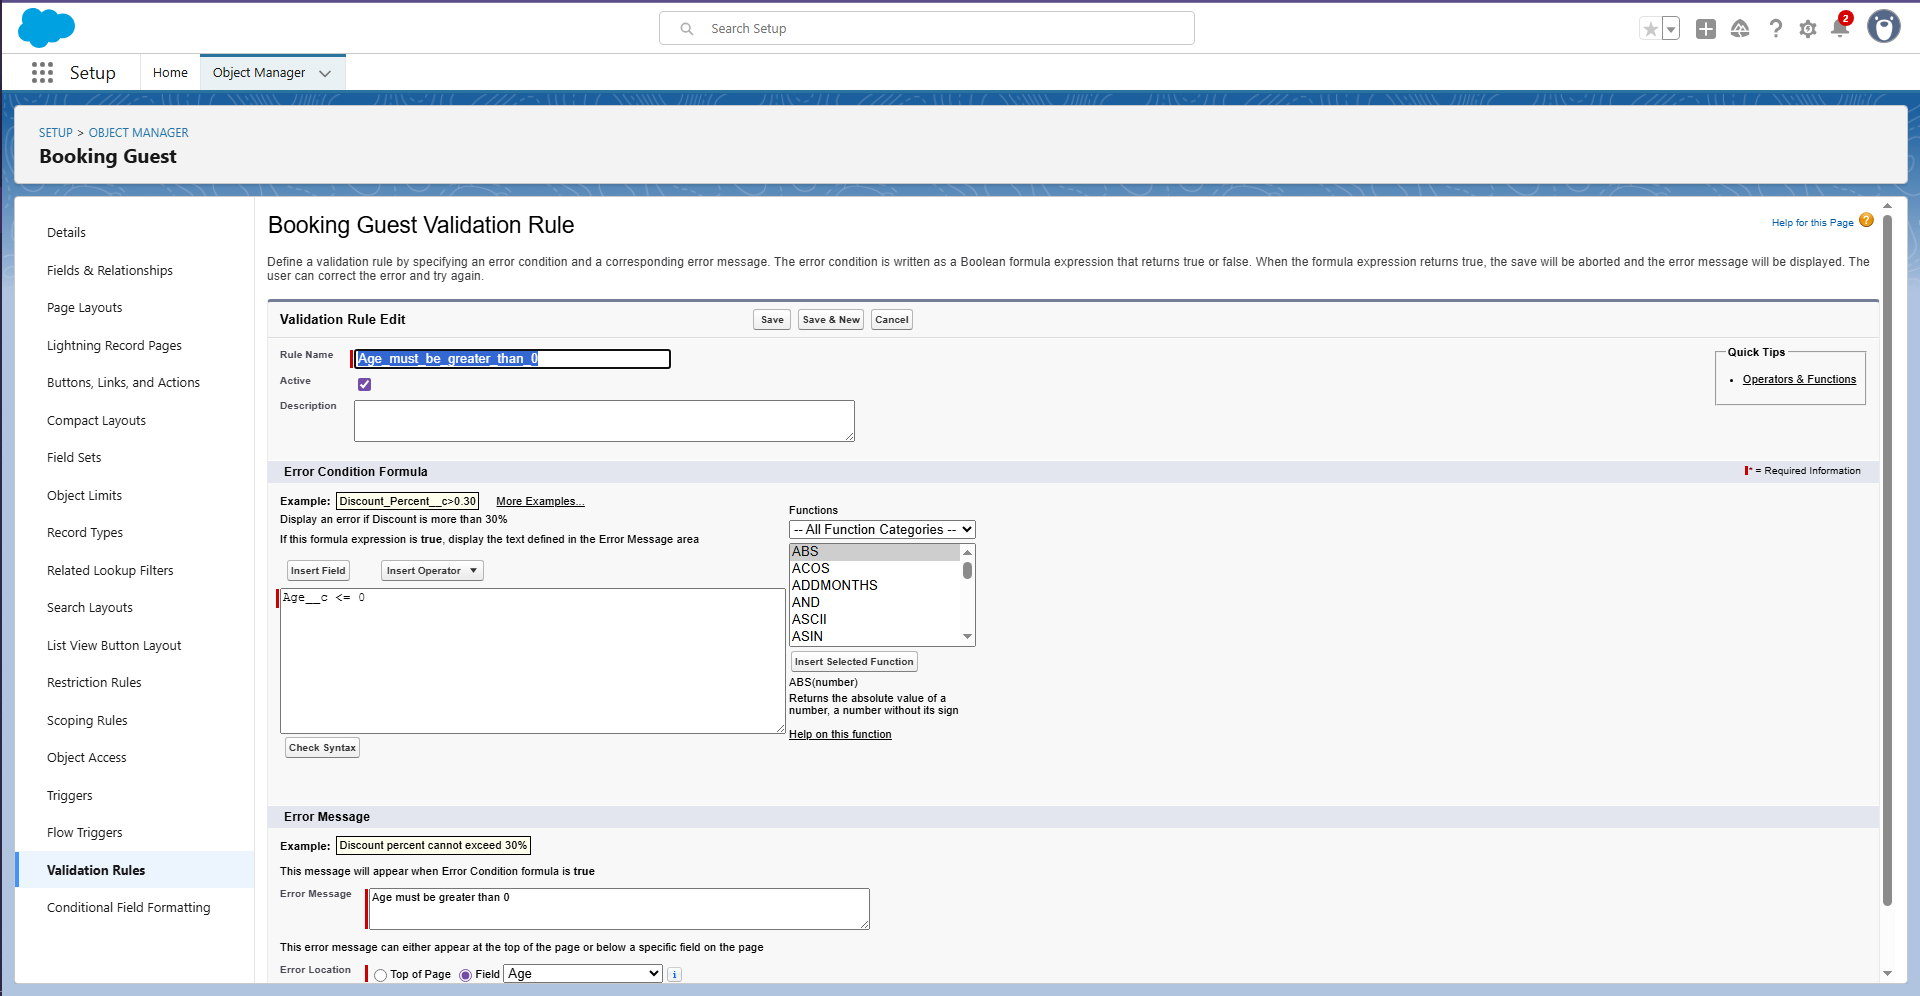 Search Setup
2
Setup
Home
Object Manager
SETUP > OBJECT MANAGER
Booking Guest
Details
Fields & Relationships
Page Layouts
Lightning Record Pages
Buttons, Links, and Actions
Compact Layouts
Field Sets
Object Limits
Record Types
Related Lookup Filters
Search Layouts
List View Button Layout
Restriction Rules
Scoping Rules
Object Access
Triggers
Flow Triggers
Validation Rules
Conditional Field Formatting
Booking Guest Validation Rule
Help for this Page ?
Define a validation rule by specifying an error condition and a corresponding error message. The error condition is written as a Boolean formula expression that returns true or false. When the formula expression returns true, the save will be aborted and the error message will be displayed. The
user can correct the error and try again.
Validation Rule Edit
Save
Save & New
Cancel
Rule Name
Age_must_be_greater_than_0
Active
Description
Quick Tips
• Operators & Functions
Error Condition Formula
* = Required Information
Example: Discount_Percent__c>0.30 More Examples...
Display an error if Discount is more than 30%
If this formula expression is true, display the text defined in the Error Message area
Insert Field
Insert Operator
Age__c <= 0
Check Syntax
Functions
-- All Function Categories --
ABS
ACOS
ADDMONTHS
AND
ASCII
ASIN
Insert Selected Function
ABS(number)
Returns the absolute value of a
number, a number without its sign
Help on this function
Error Message
Example: Discount percent cannot exceed 30%
This message will appear when Error Condition formula is true
Error Message
Age must be greater than 0
This error message can either appear at the top of the page or below a specific field on the page
Error Location
Top of Page
Field
Age
i